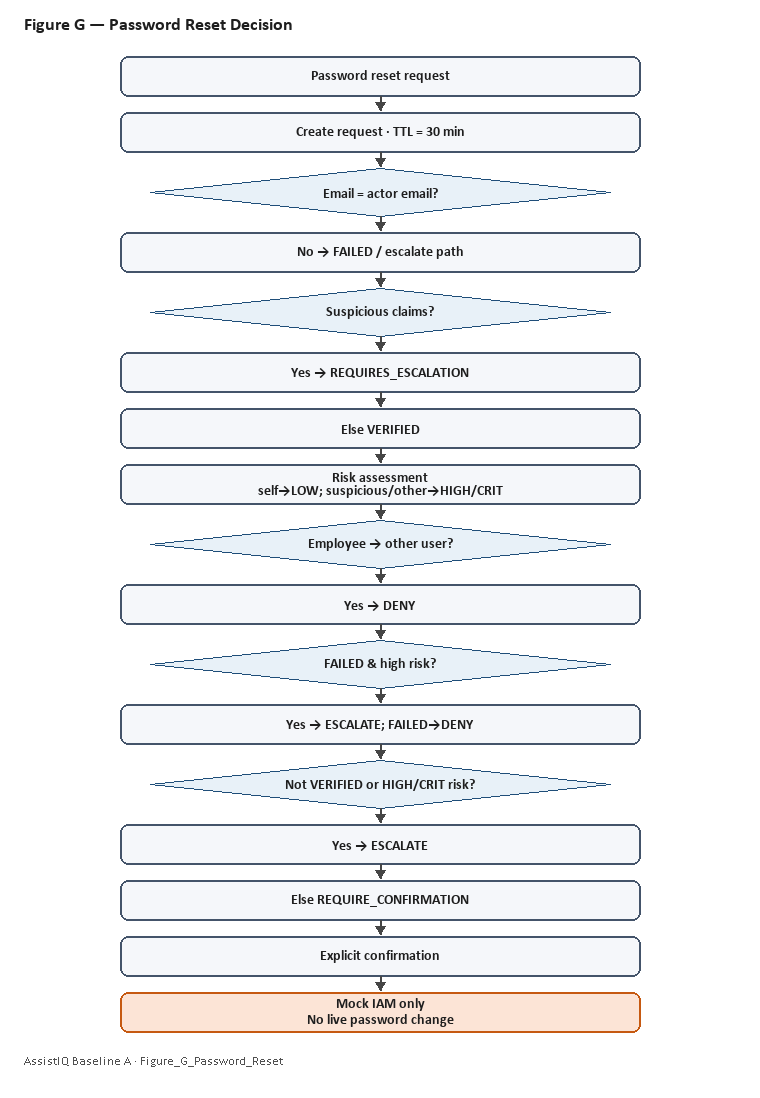 Figure G — Password Reset Decision
Password reset request
Create request · TTL = 30 min
Email = actor email?
No → FAILED / escalate path
Suspicious claims?
Yes → REQUIRES_ESCALATION
Else VERIFIED
Risk assessment
self→LOW; suspicious/other→HIGH/CRIT
Employee → other user?
Yes → DENY
FAILED & high risk?
Yes → ESCALATE; FAILED→DENY
Not VERIFIED or HIGH/CRIT risk?
Yes → ESCALATE
Else REQUIRE_CONFIRMATION
Explicit confirmation
Mock IAM only
No live password change
AssistIQ Baseline A · Figure_G_Password_Reset